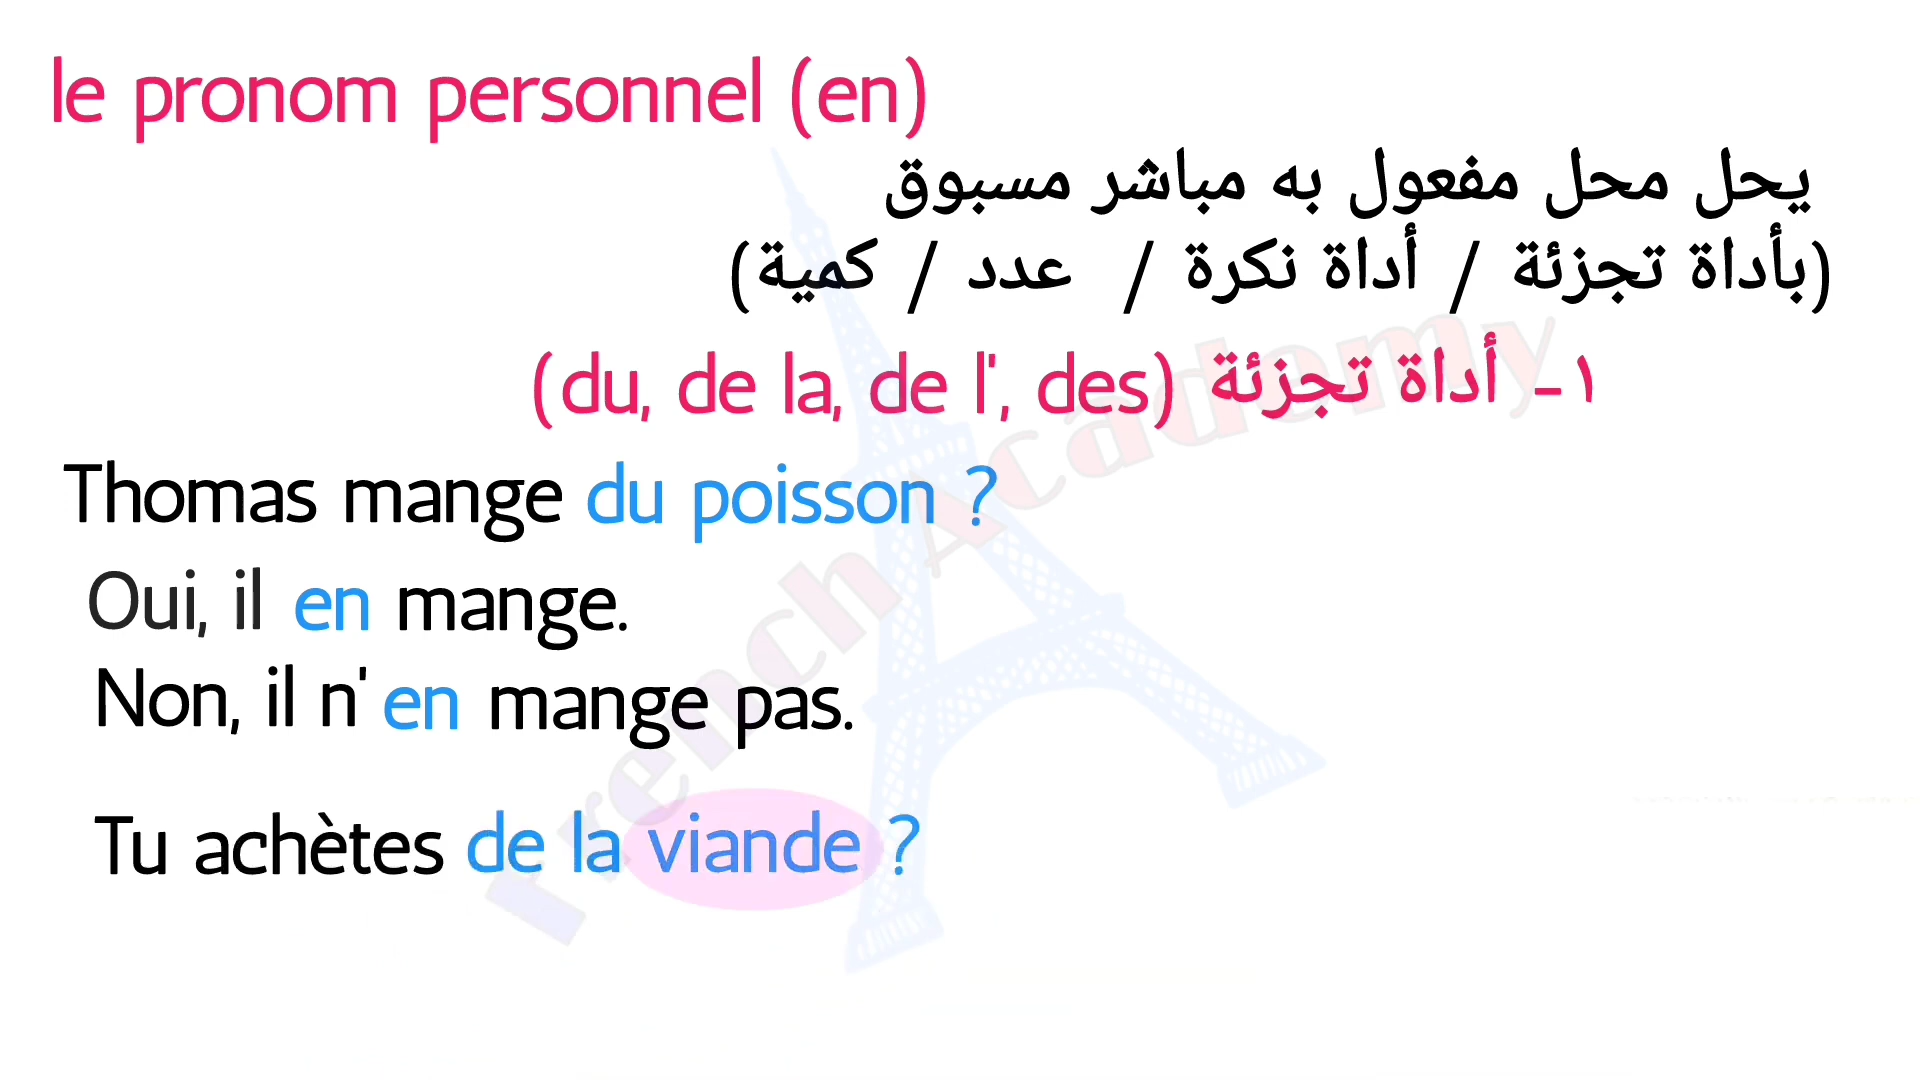 le pronom personnel (en)
يحل محل مفعول به مباشر مسبوق
(بأداة تجزئة / أداة نكرة / عدد / كمية)
١- أداة تجزئة (du, de la, de l', des)
Thomas mange du poisson ?
Oui, il en mange.
Non, il n'en mange pas.
Tu achètes de la viande ?
rench Academy